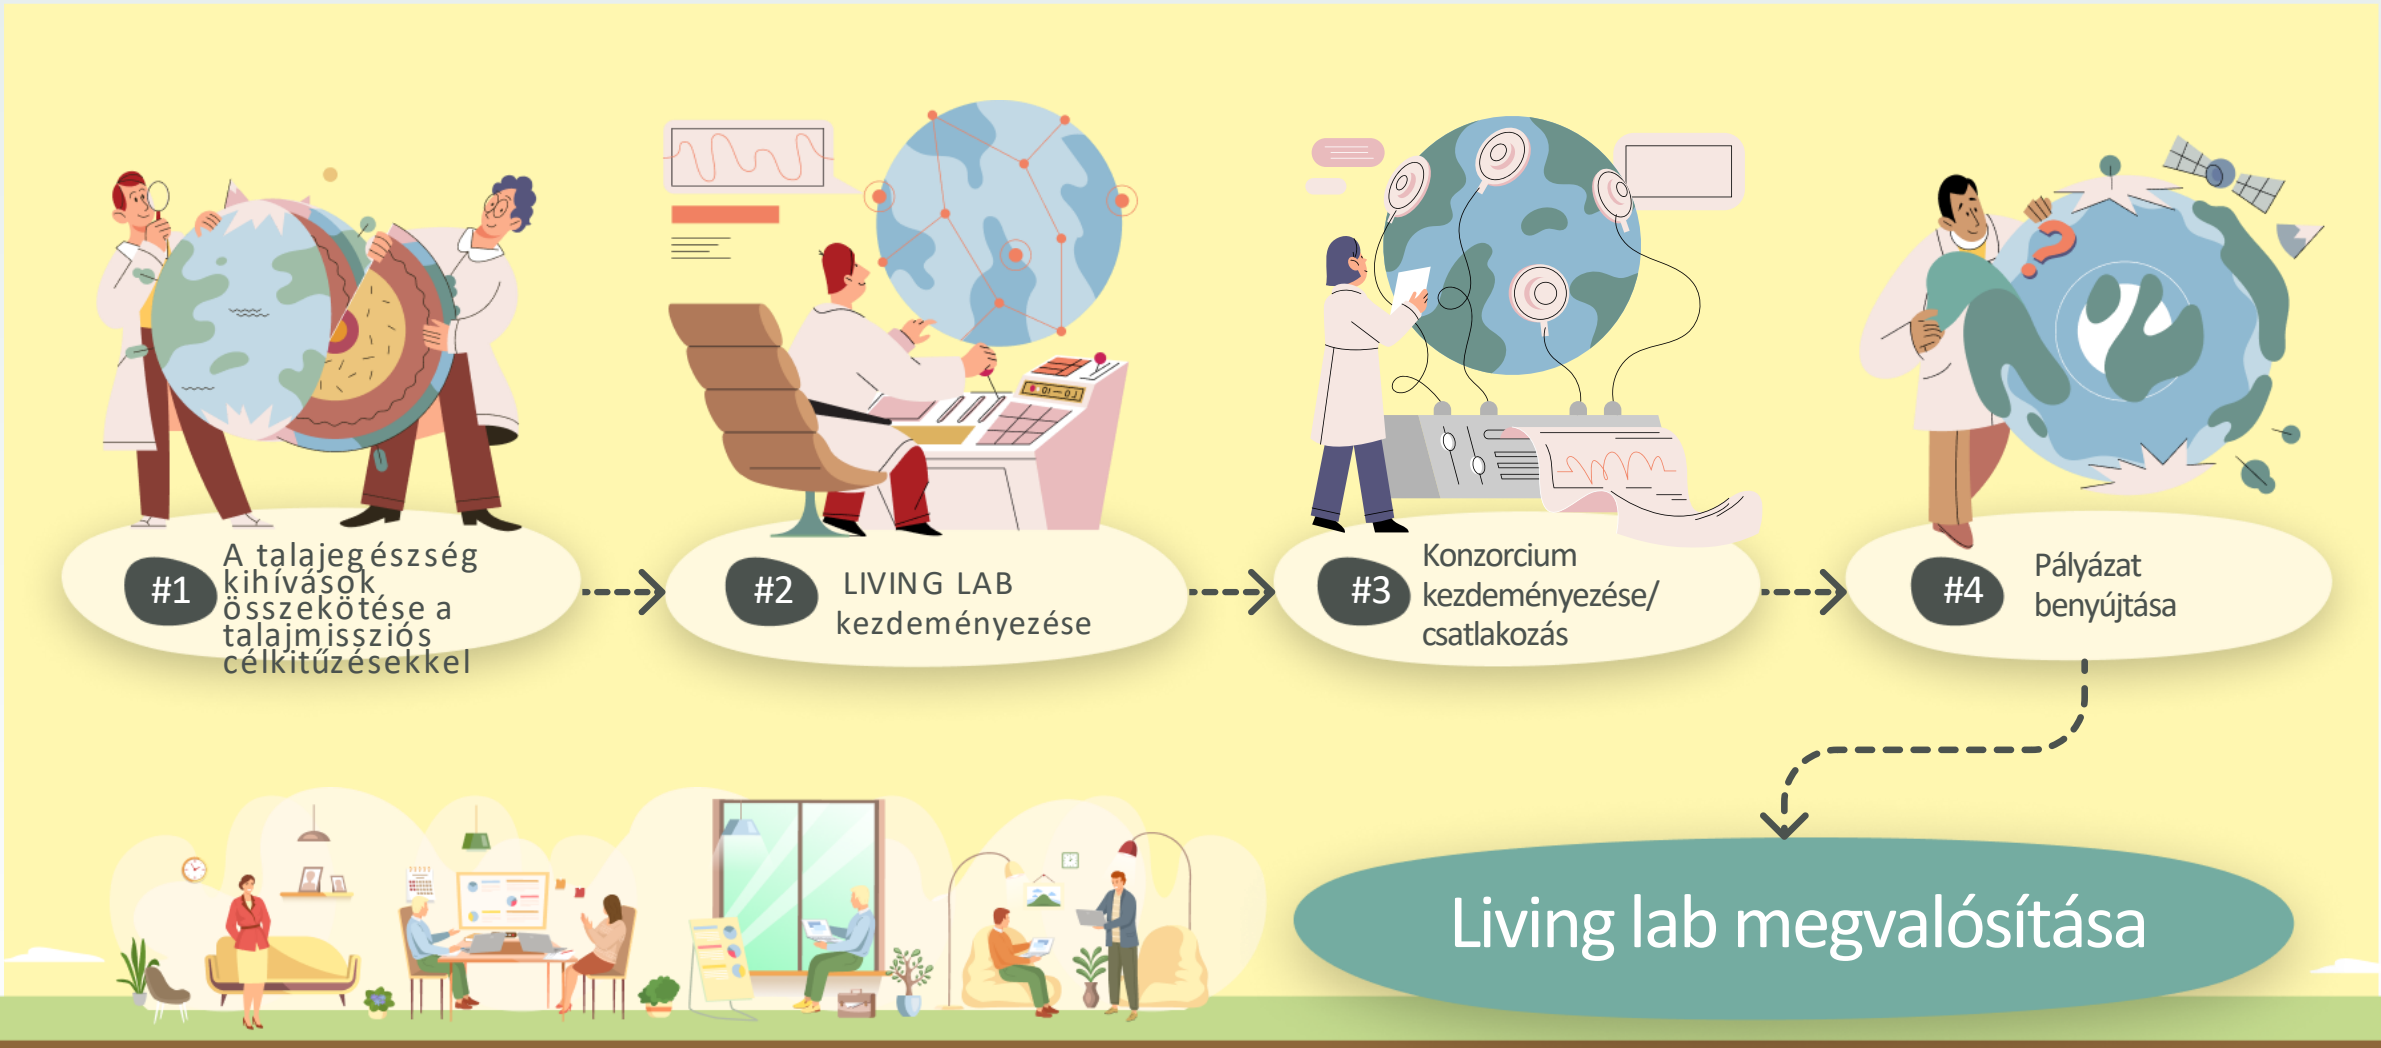 #1
A talajegészség
kihívások
összekötése a
talajmissziós
célkitűzésekkel
#2
LIVING LAB
kezdeményezése
#3
Konzorcium
kezdeményezése/
csatlakozás
#4
Pályázat
benyújtása
Living lab megvalósítása